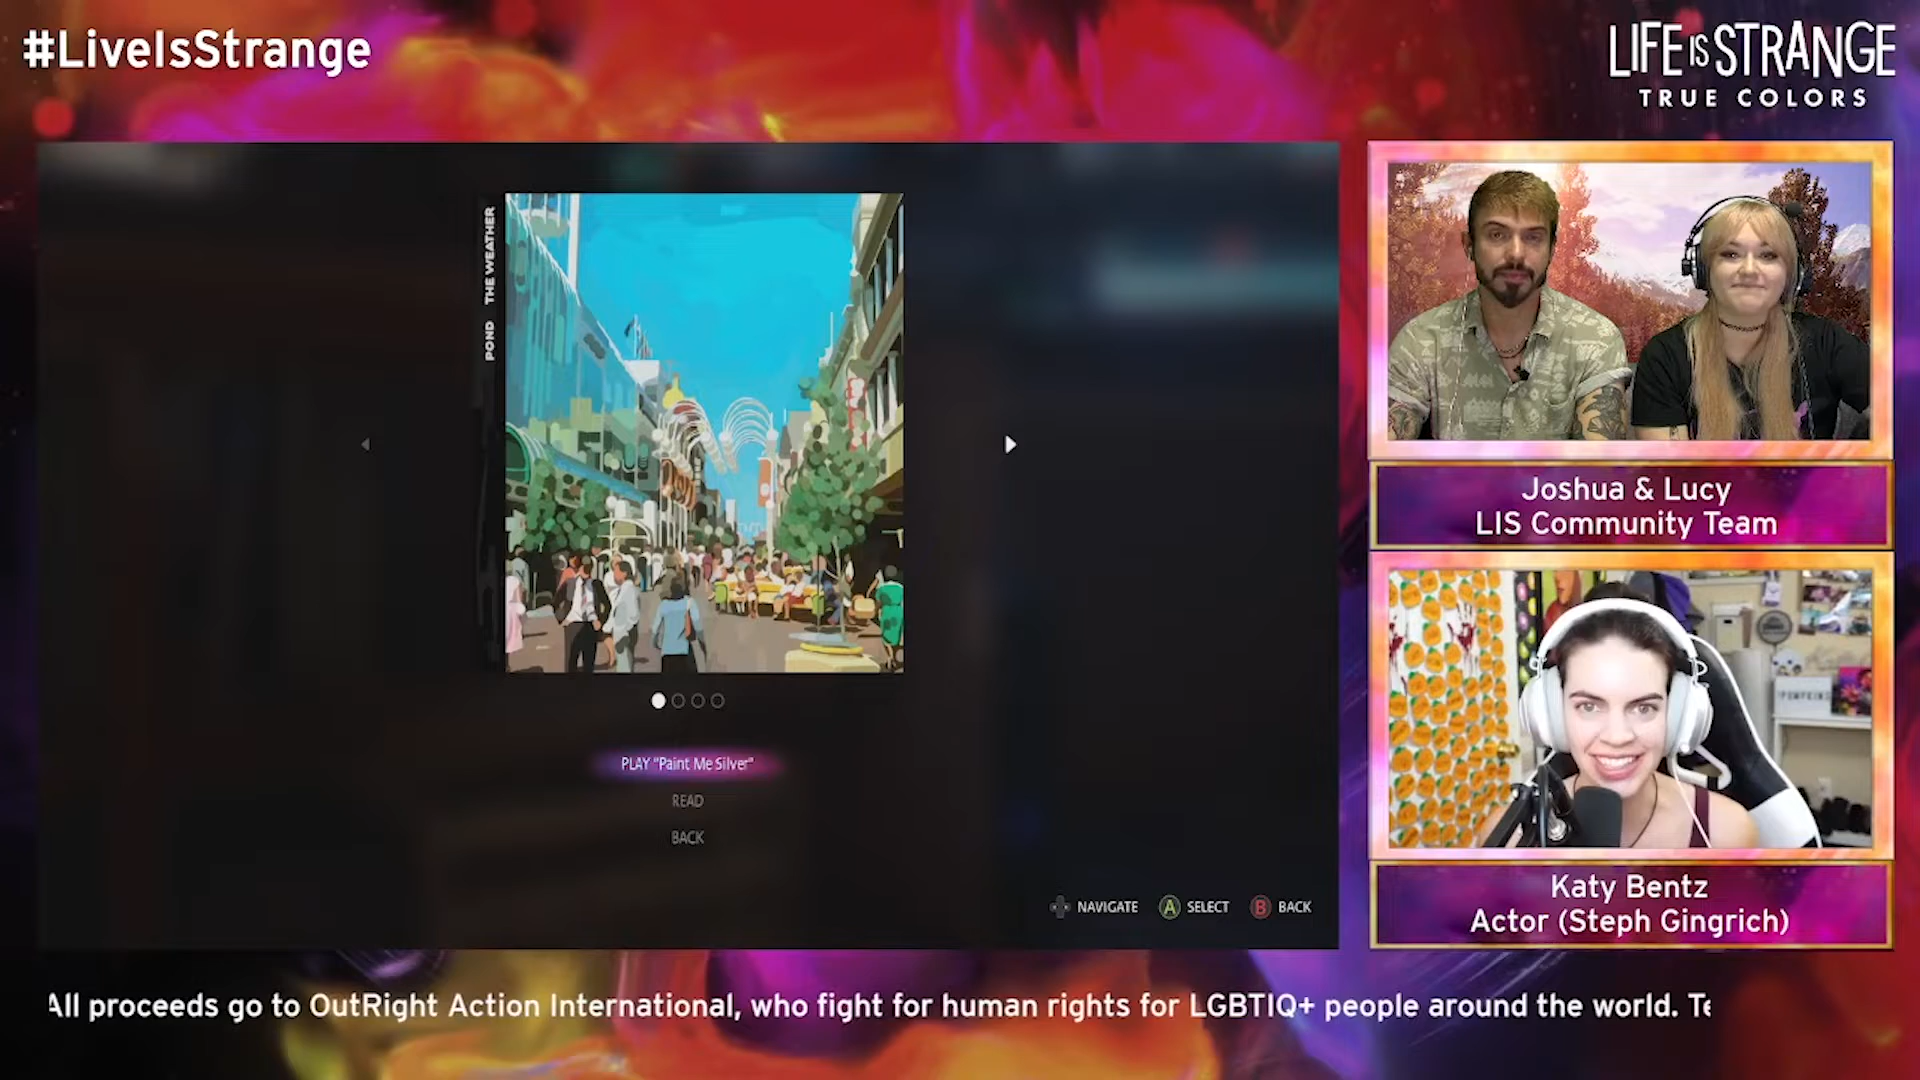 #LiveIsStrange
LIFE IS STRANGE
TRUE COLORS
POND THE WEATHER
PLAY "Paint Me Silver"
READ
BACK
NAVIGATE A SELECT B BACK
Joshua & Lucy
LIS Community Team
Katy Bentz
Actor (Steph Gingrich)
All proceeds go to OutRight Action International, who fight for human rights for LGBTIQ+ people around the world. Te